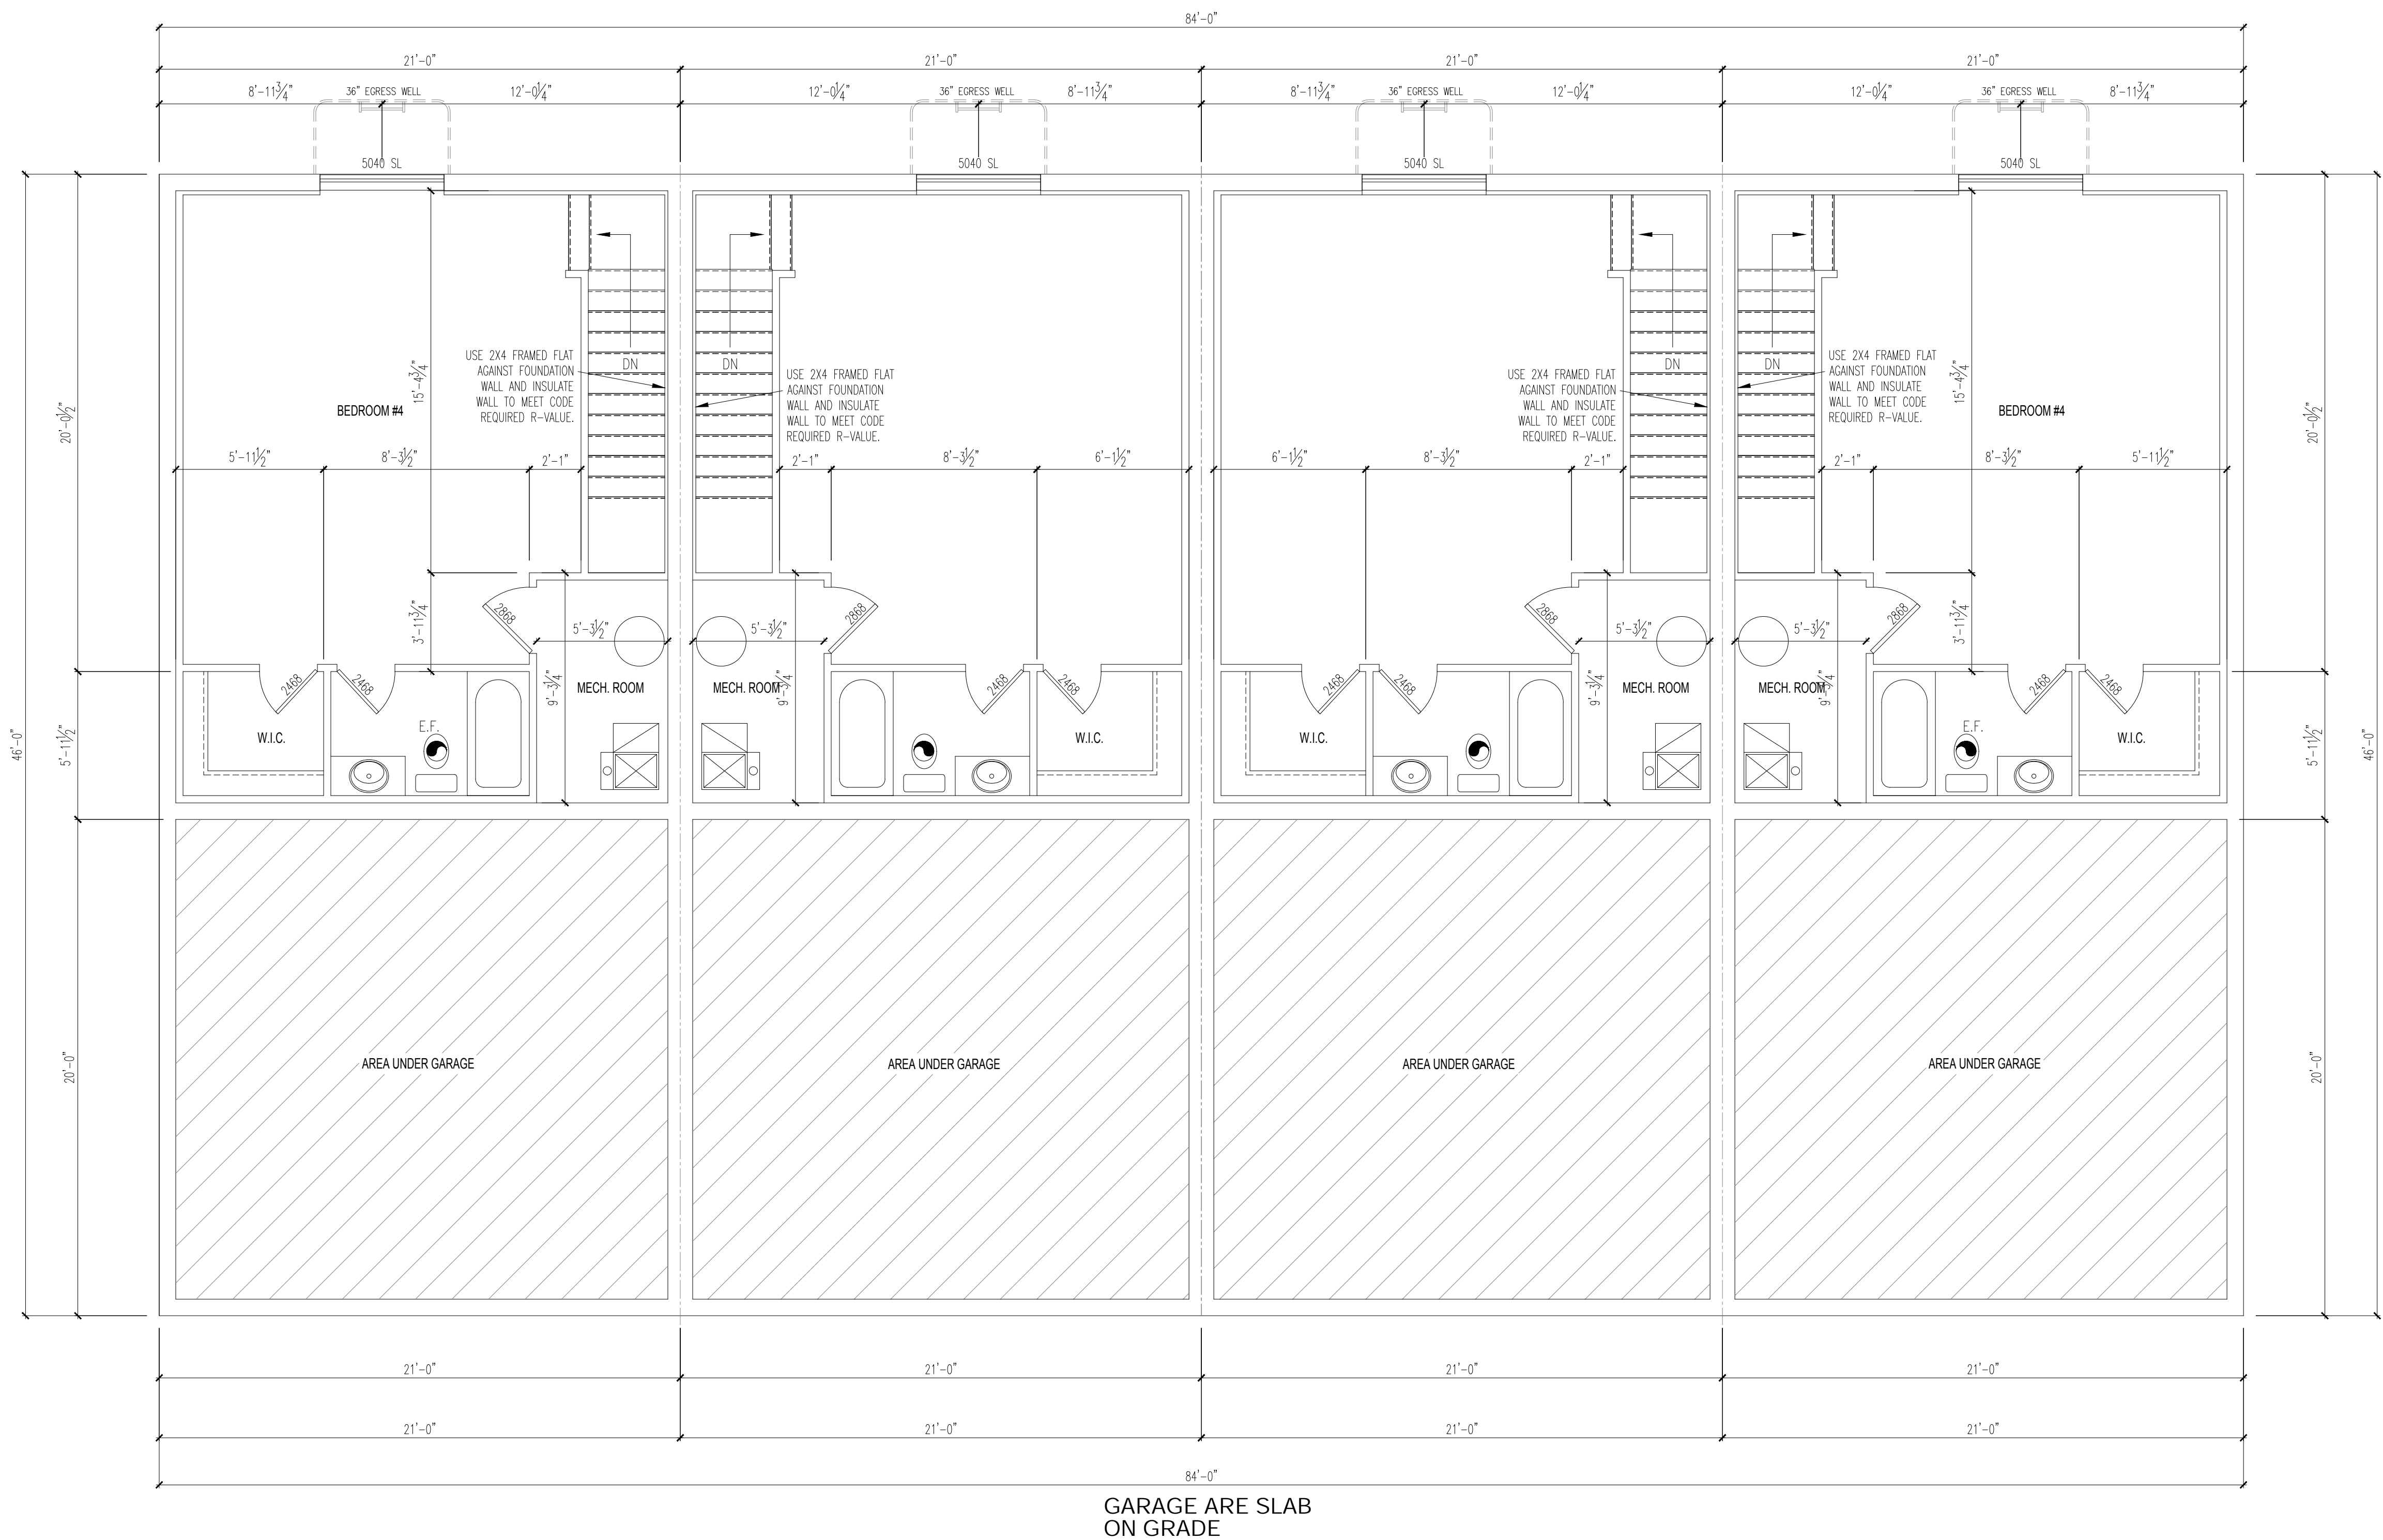 84'-0"
21'-0" 21'-0" 21'-0" 21'-0"
8'-11 3/4" 36" EGRESS WELL 12'-0 1/4" 12'-0 1/4" 36" EGRESS WELL 8'-11 3/4" 8'-11 3/4" 36" EGRESS WELL 12'-0 1/4" 12'-0 1/4" 36" EGRESS WELL 8'-11 3/4"
5040 SL 5040 SL 5040 SL 5040 SL
USE 2X4 FRAMED FLAT
AGAINST FOUNDATION
WALL AND INSULATE
WALL TO MEET CODE
REQUIRED R-VALUE.
DN DN
USE 2X4 FRAMED FLAT
AGAINST FOUNDATION
WALL AND INSULATE
WALL TO MEET CODE
REQUIRED R-VALUE.
USE 2X4 FRAMED FLAT
AGAINST FOUNDATION
WALL AND INSULATE
WALL TO MEET CODE
REQUIRED R-VALUE.
DN DN
USE 2X4 FRAMED FLAT
AGAINST FOUNDATION
WALL AND INSULATE
WALL TO MEET CODE
REQUIRED R-VALUE.
15'-4 3/4" 15'-4 3/4"
BEDROOM #4 BEDROOM #4
20'-0 1/2" 20'-0 1/2"
5'-11 1/2" 8'-3 1/2" 2'-1" 2'-1" 8'-3 1/2" 6'-1 1/2" 6'-1 1/2" 8'-3 1/2" 2'-1" 2'-1" 8'-3 1/2" 5'-11 1/2"
3'-11 3/4" 2868 2868 2868 2868 3'-11 3/4"
5'-3 1/2" 5'-3 1/2" 5'-3 1/2" 5'-3 1/2"
2468 2468 2468 2468 2468 2468 2468 2468
9'-3 1/4" MECH. ROOM MECH. ROOM 9'-3 1/4" 9'-3 1/4" MECH. ROOM MECH. ROOM 9'-3 1/4"
E.F. E.F.
W.I.C. W.I.C. W.I.C. W.I.C.
46'-0" 5'-11 1/2" 5'-11 1/2" 46'-0"
AREA UNDER GARAGE AREA UNDER GARAGE AREA UNDER GARAGE AREA UNDER GARAGE
20'-0" 20'-0"
21'-0" 21'-0" 21'-0" 21'-0"
21'-0" 21'-0" 21'-0" 21'-0"
84'-0"
GARAGE ARE SLAB
ON GRADE